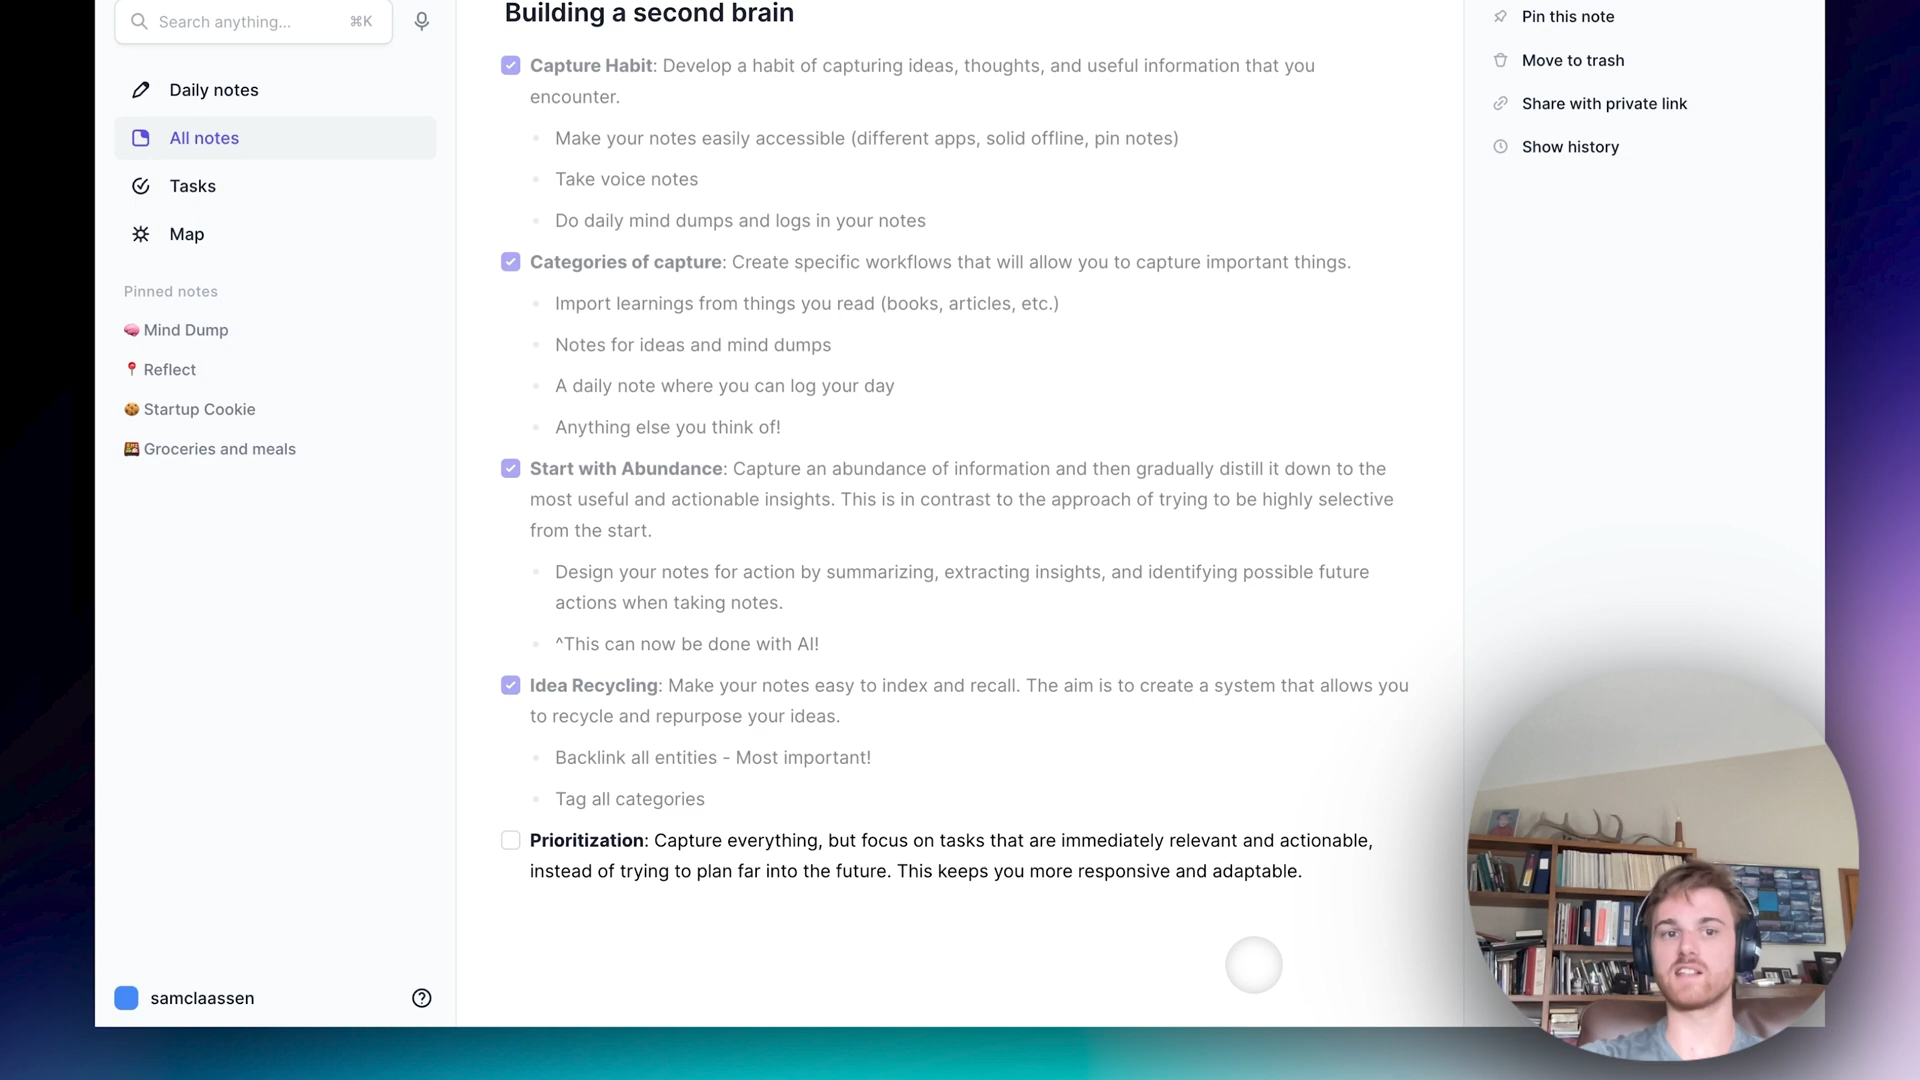 Search anything...
⌘K
Daily notes
All notes
Tasks
Map
Pinned notes
Mind Dump
Reflect
Startup Cookie
Groceries and meals
samclaassen
Building a second brain
Capture Habit: Develop a habit of capturing ideas, thoughts, and useful information that you
encounter.
Make your notes easily accessible (different apps, solid offline, pin notes)
Take voice notes
Do daily mind dumps and logs in your notes
Categories of capture: Create specific workflows that will allow you to capture important things.
Import learnings from things you read (books, articles, etc.)
Notes for ideas and mind dumps
A daily note where you can log your day
Anything else you think of!
Start with Abundance: Capture an abundance of information and then gradually distill it down to the
most useful and actionable insights. This is in contrast to the approach of trying to be highly selective
from the start.
Design your notes for action by summarizing, extracting insights, and identifying possible future
actions when taking notes.
^This can now be done with AI!
Idea Recycling: Make your notes easy to index and recall. The aim is to create a system that allows you
to recycle and repurpose your ideas.
Backlink all entities - Most important!
Tag all categories
Prioritization: Capture everything, but focus on tasks that are immediately relevant and actionable,
instead of trying to plan far into the future. This keeps you more responsive and adaptable.
Pin this note
Move to trash
Share with private link
Show history